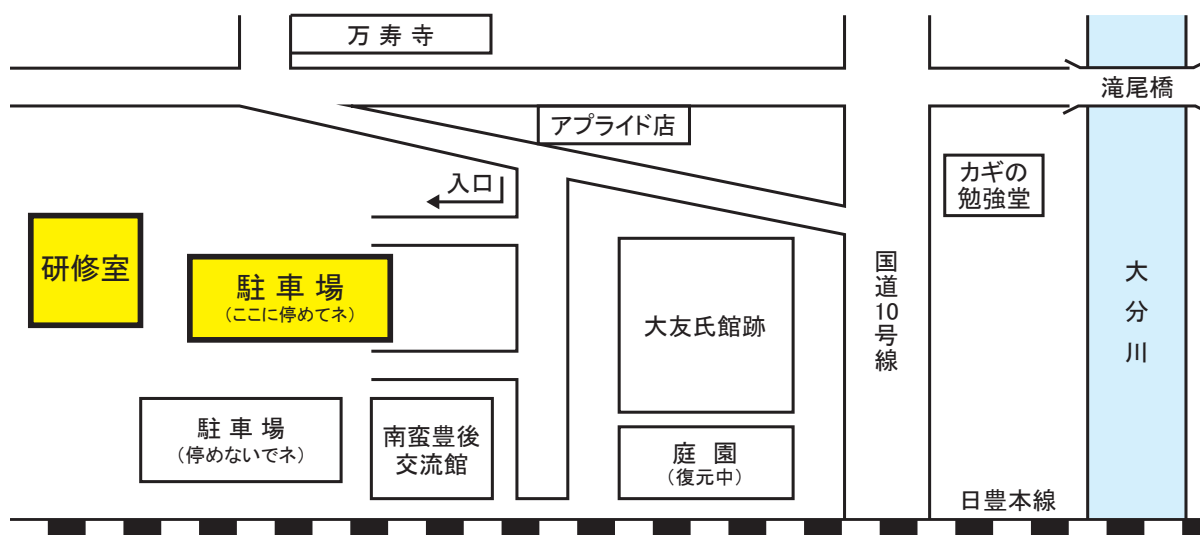 万寿寺
滝尾橋
アプライド店
カギの
勉強堂
入口
研修室
駐車場
(ここに停めてネ)
国道10号線
大分川
大友氏館跡
駐車場
(停めないでネ)
南蛮豊後
交流館
庭園
(復元中)
日豊本線